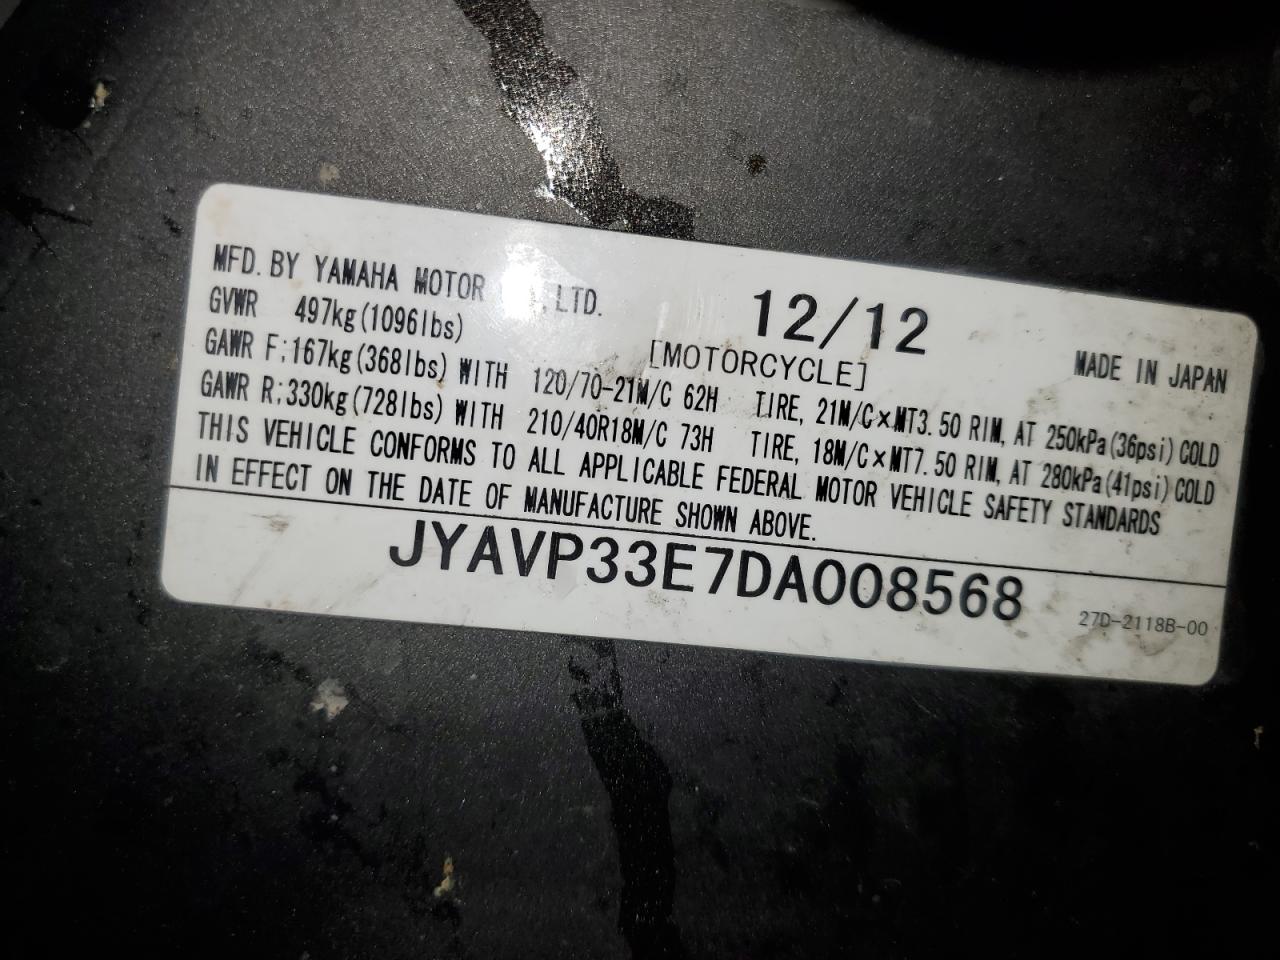 MFD. BY YAMAHA MOTOR ,LTD.
12/12
MADE IN JAPAN
GVWR 497kg(1096lbs)
[MOTORCYCLE]
GAWR F:167kg(368lbs) WITH 120/70-21M/C 62H TIRE, 21M/C×MT3.50 RIM, AT 250kPa(36psi) COLD
GAWR R:330kg(728lbs) WITH 210/40R18M/C 73H TIRE, 18M/C×MT7.50 RIM, AT 280kPa(41psi) COLD
THIS VEHICLE CONFORMS TO ALL APPLICABLE FEDERAL MOTOR VEHICLE SAFETY STANDARDS
IN EFFECT ON THE DATE OF MANUFACTURE SHOWN ABOVE.
JYAVP33E7DA008568
27D-2118B-00